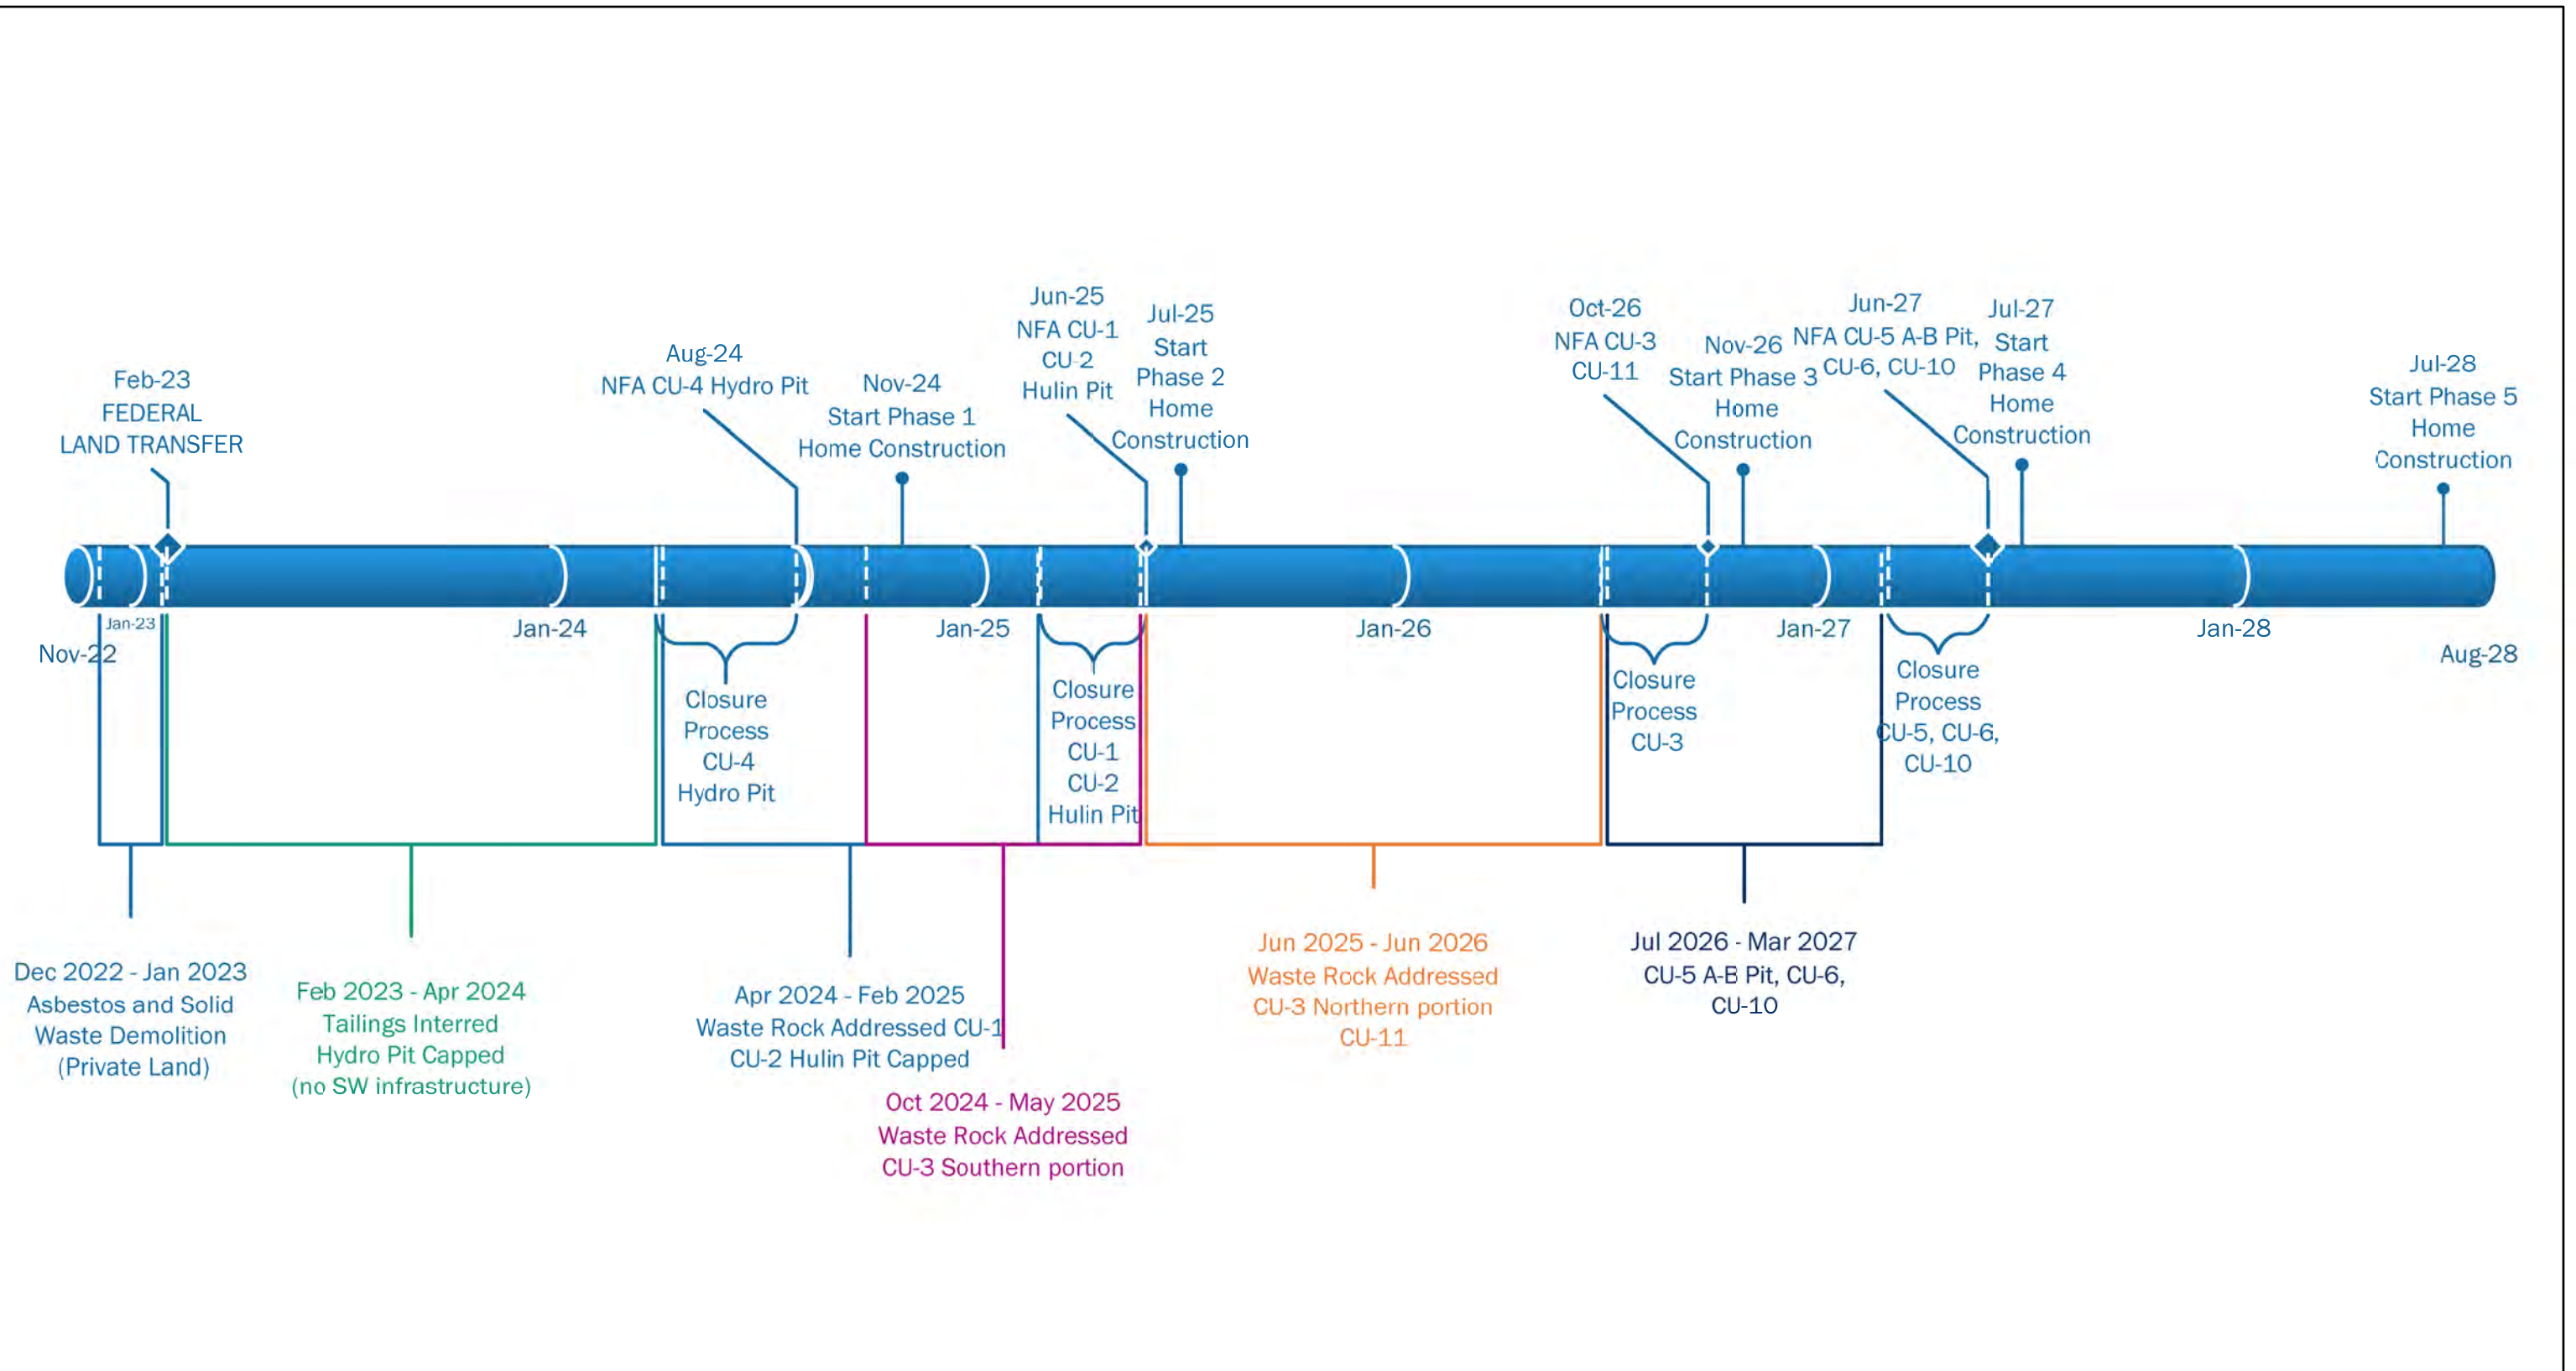 Feb-23
FEDERAL
LAND TRANSFER
Aug-24
NFA CU-4 Hydro Pit
Nov-24
Start Phase 1
Home Construction
Jun-25
NFA CU-1
CU-2
Hulin Pit
Jul-25
Start
Phase 2
Home
Construction
Oct-26
NFA CU-3
CU-11
Nov-26
Start Phase 3
Home
Construction
Jun-27
NFA CU-5 A-B Pit,
CU-6, CU-10
Jul-27
Start
Phase 4
Home
Construction
Jul-28
Start Phase 5
Home
Construction
Nov-22
Jan-23
Jan-24
Jan-25
Jan-26
Jan-27
Jan-28
Aug-28
Closure
Process
CU-4
Hydro Pit
Closure
Process
CU-1
CU-2
Hulin Pit
Closure
Process
CU-3
Closure
Process
CU-5, CU-6,
CU-10
Dec 2022 - Jan 2023
Asbestos and Solid
Waste Demolition
(Private Land)
Feb 2023 - Apr 2024
Tailings Interred
Hydro Pit Capped
(no SW infrastructure)
Apr 2024 - Feb 2025
Waste Rock Addressed CU-1
CU-2 Hulin Pit Capped
Oct 2024 - May 2025
Waste Rock Addressed
CU-3 Southern portion
Jun 2025 - Jun 2026
Waste Rock Addressed
CU-3 Northern portion
CU-11
Jul 2026 - Mar 2027
CU-5 A-B Pit, CU-6,
CU-10